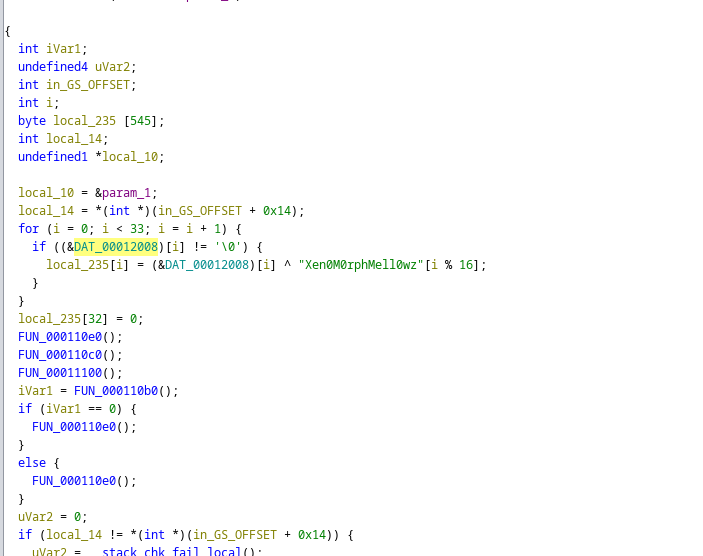 {
int iVar1;
undefined4 uVar2;
int in_GS_OFFSET;
int i;
byte local_235 [545];
int local_14;
undefined1 *local_10;
local_10 = &param_1;
local_14 = *(int *)(in_GS_OFFSET + 0x14);
for (i = 0; i < 33; i = i + 1) {
if ((&DAT_00012008)[i] != '\0') {
local_235[i] = (&DAT_00012008)[i] ^ "Xen0M0rphMell0wz"[i % 16];
}
}
local_235[32] = 0;
FUN_000110e0();
FUN_000110c0();
FUN_00011100();
iVar1 = FUN_000110b0();
if (iVar1 == 0) {
FUN_000110e0();
}
else {
FUN_000110e0();
}
uVar2 = 0;
if (local_14 != *(int *)(in_GS_OFFSET + 0x14)) {
uVar2 = __stack_chk_fail_local();